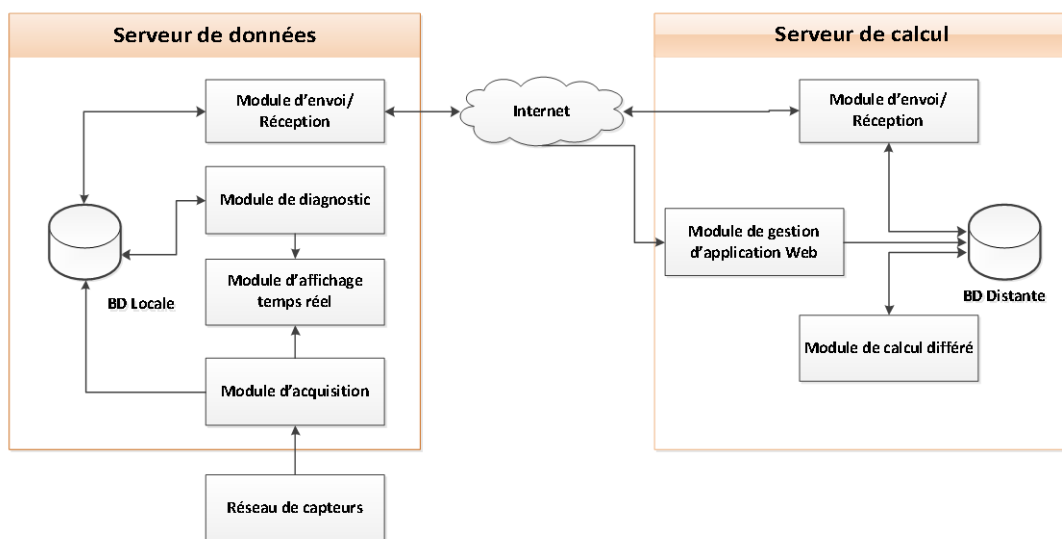 Serveur de données
Module d'envoi/
Réception
Module de diagnostic
Module d'affichage
temps réel
BD Locale
Module d'acquisition
Réseau de capteurs
Internet
Serveur de calcul
Module d'envoi/
Réception
Module de gestion
d'application Web
BD Distante
Module de calcul différé